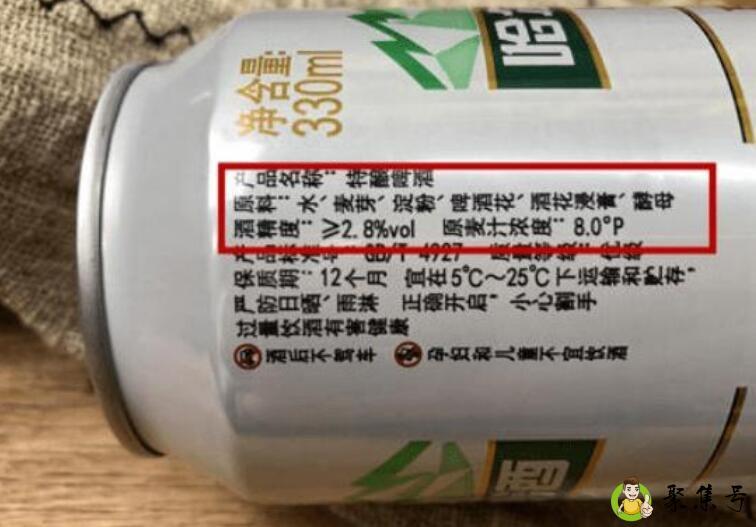 净含量:
330ml
哈
产品名称：特酿啤酒
原料：水、麦芽、淀粉、啤酒花、酒花浸膏、酵母
酒精度：≥2.8%vol 原麦汁浓度：8.0°P
产品标准号：GB/T 4927 质量等级：优级
保质期：12个月 宜在5℃~25℃下运输和贮存，
严防日晒、雨淋 正确开启，小心割手
过量饮酒有害健康
酒后不驾车 孕妇和儿童不宜饮酒
酒
聚集号